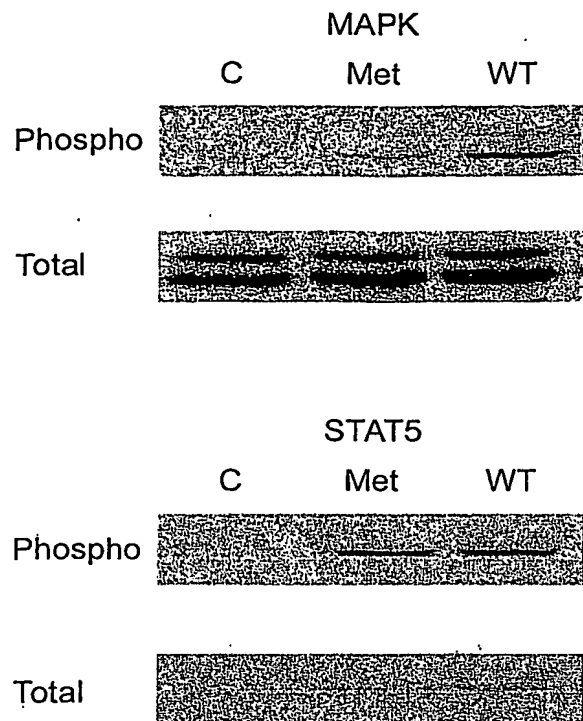 MAPK
C Met WT
Phospho
Total
STAT5
C Met WT
Phospho
Total